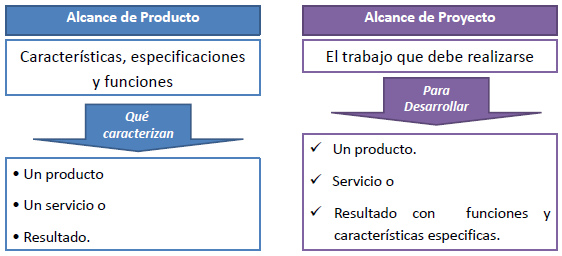 Alcance de Producto
Características, especificaciones
y funciones
Qué
caracterizan
• Un producto
• Un servicio o
• Resultado.
Alcance de Proyecto
El trabajo que debe realizarse
Para
Desarrollar
✓ Un producto.
✓ Servicio o
✓ Resultado con funciones y
características especificas.